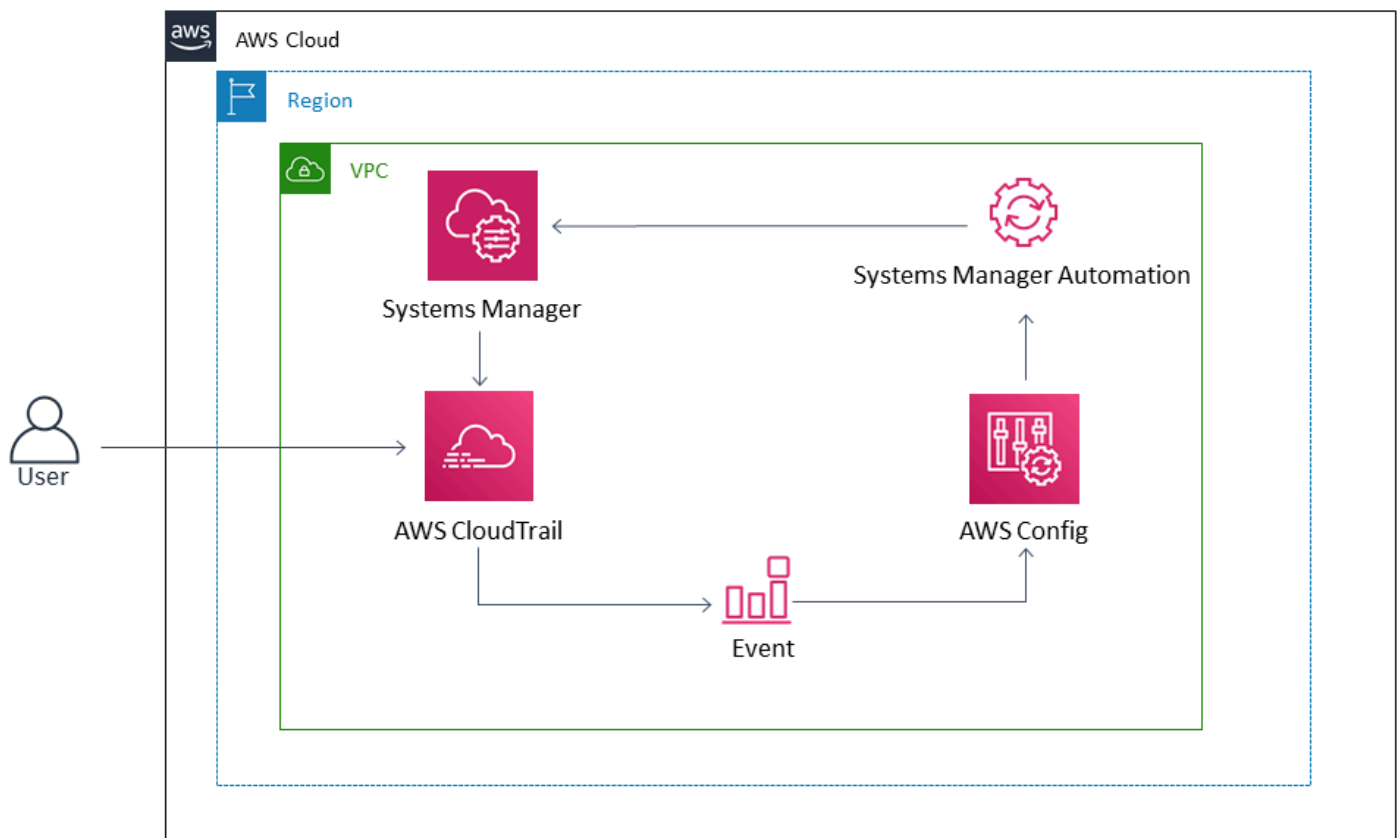 aws
AWS Cloud
Region
VPC
Systems Manager Automation
Systems Manager
User
AWS CloudTrail
AWS Config
Event